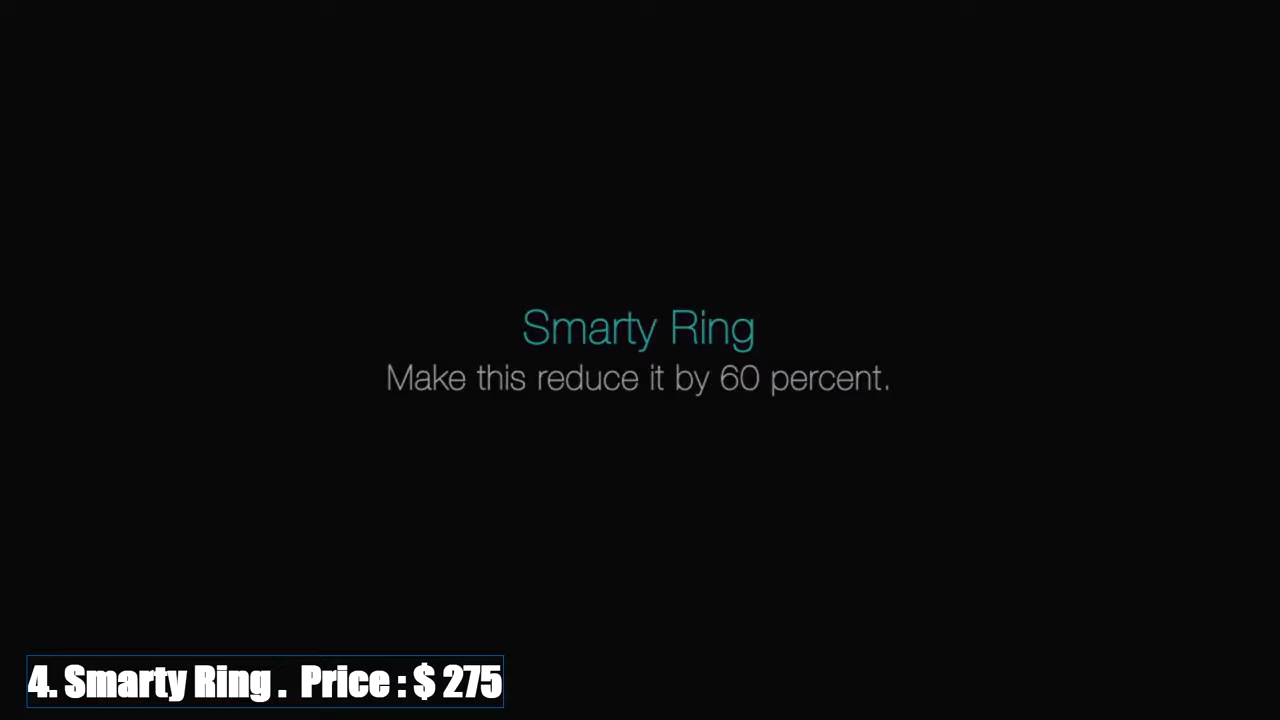 Smarty Ring
Make this reduce it by 60 percent.
4. Smarty Ring . Price : $ 275